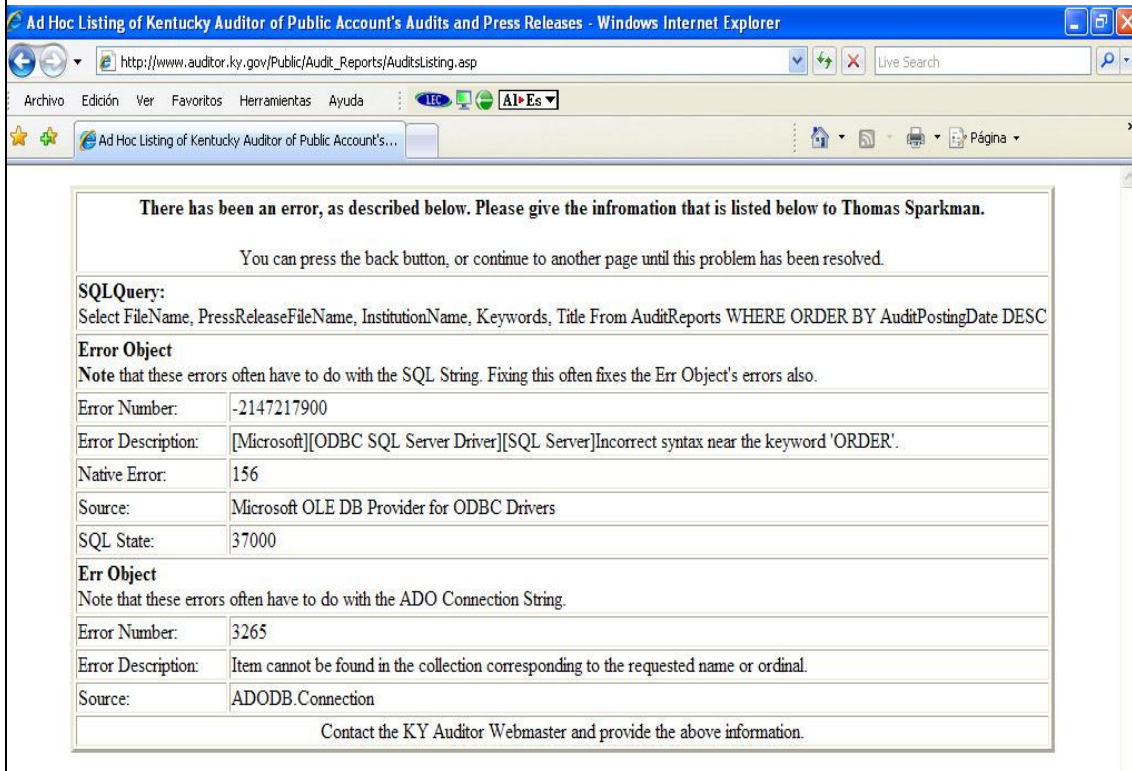 Ad Hoc Listing of Kentucky Auditor of Public Account's Audits and Press Releases - Windows Internet Explorer
http://www.auditor.ky.gov/Public/Audit_Reports/AuditsListing.asp
Live Search
Archivo Edición Ver Favoritos Herramientas Ayuda LEC Al▸Es
Ad Hoc Listing of Kentucky Auditor of Public Account's... Página
There has been an error, as described below. Please give the infromation that is listed below to Thomas Sparkman.
You can press the back button, or continue to another page until this problem has been resolved.
SQLQuery:
Select FileName, PressReleaseFileName, InstitutionName, Keywords, Title From AuditReports WHERE ORDER BY AuditPostingDate DESC
Error Object
Note that these errors often have to do with the SQL String. Fixing this often fixes the Err Object's errors also.
Error Number: -2147217900
Error Description: [Microsoft][ODBC SQL Server Driver][SQL Server]Incorrect syntax near the keyword 'ORDER'.
Native Error: 156
Source: Microsoft OLE DB Provider for ODBC Drivers
SQL State: 37000
Err Object
Note that these errors often have to do with the ADO Connection String.
Error Number: 3265
Error Description: Item cannot be found in the collection corresponding to the requested name or ordinal.
Source: ADODB.Connection
Contact the KY Auditor Webmaster and provide the above information.